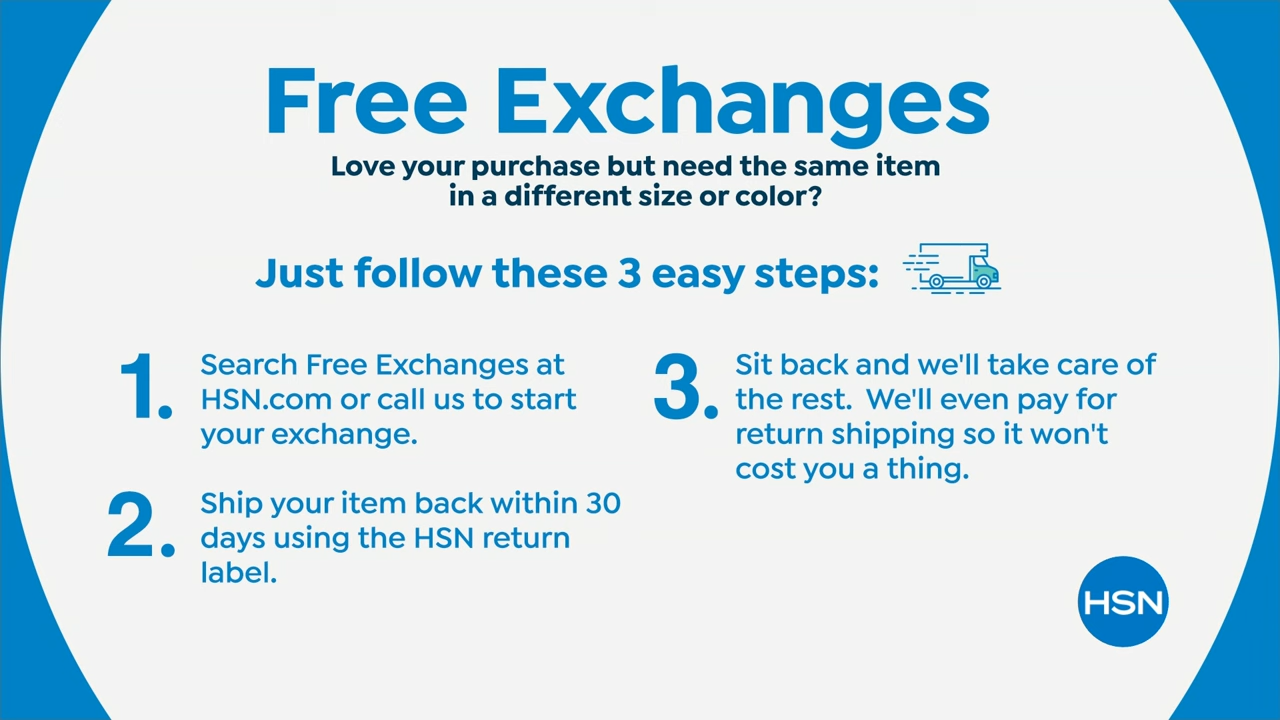 Free Exchanges
Love your purchase but need the same item
in a different size or color?
Just follow these 3 easy steps:
1. Search Free Exchanges at
HSN.com or call us to start
your exchange.
2. Ship your item back within 30
days using the HSN return
label.
3. Sit back and we'll take care of
the rest.  We'll even pay for
return shipping so it won't
cost you a thing.
HSN